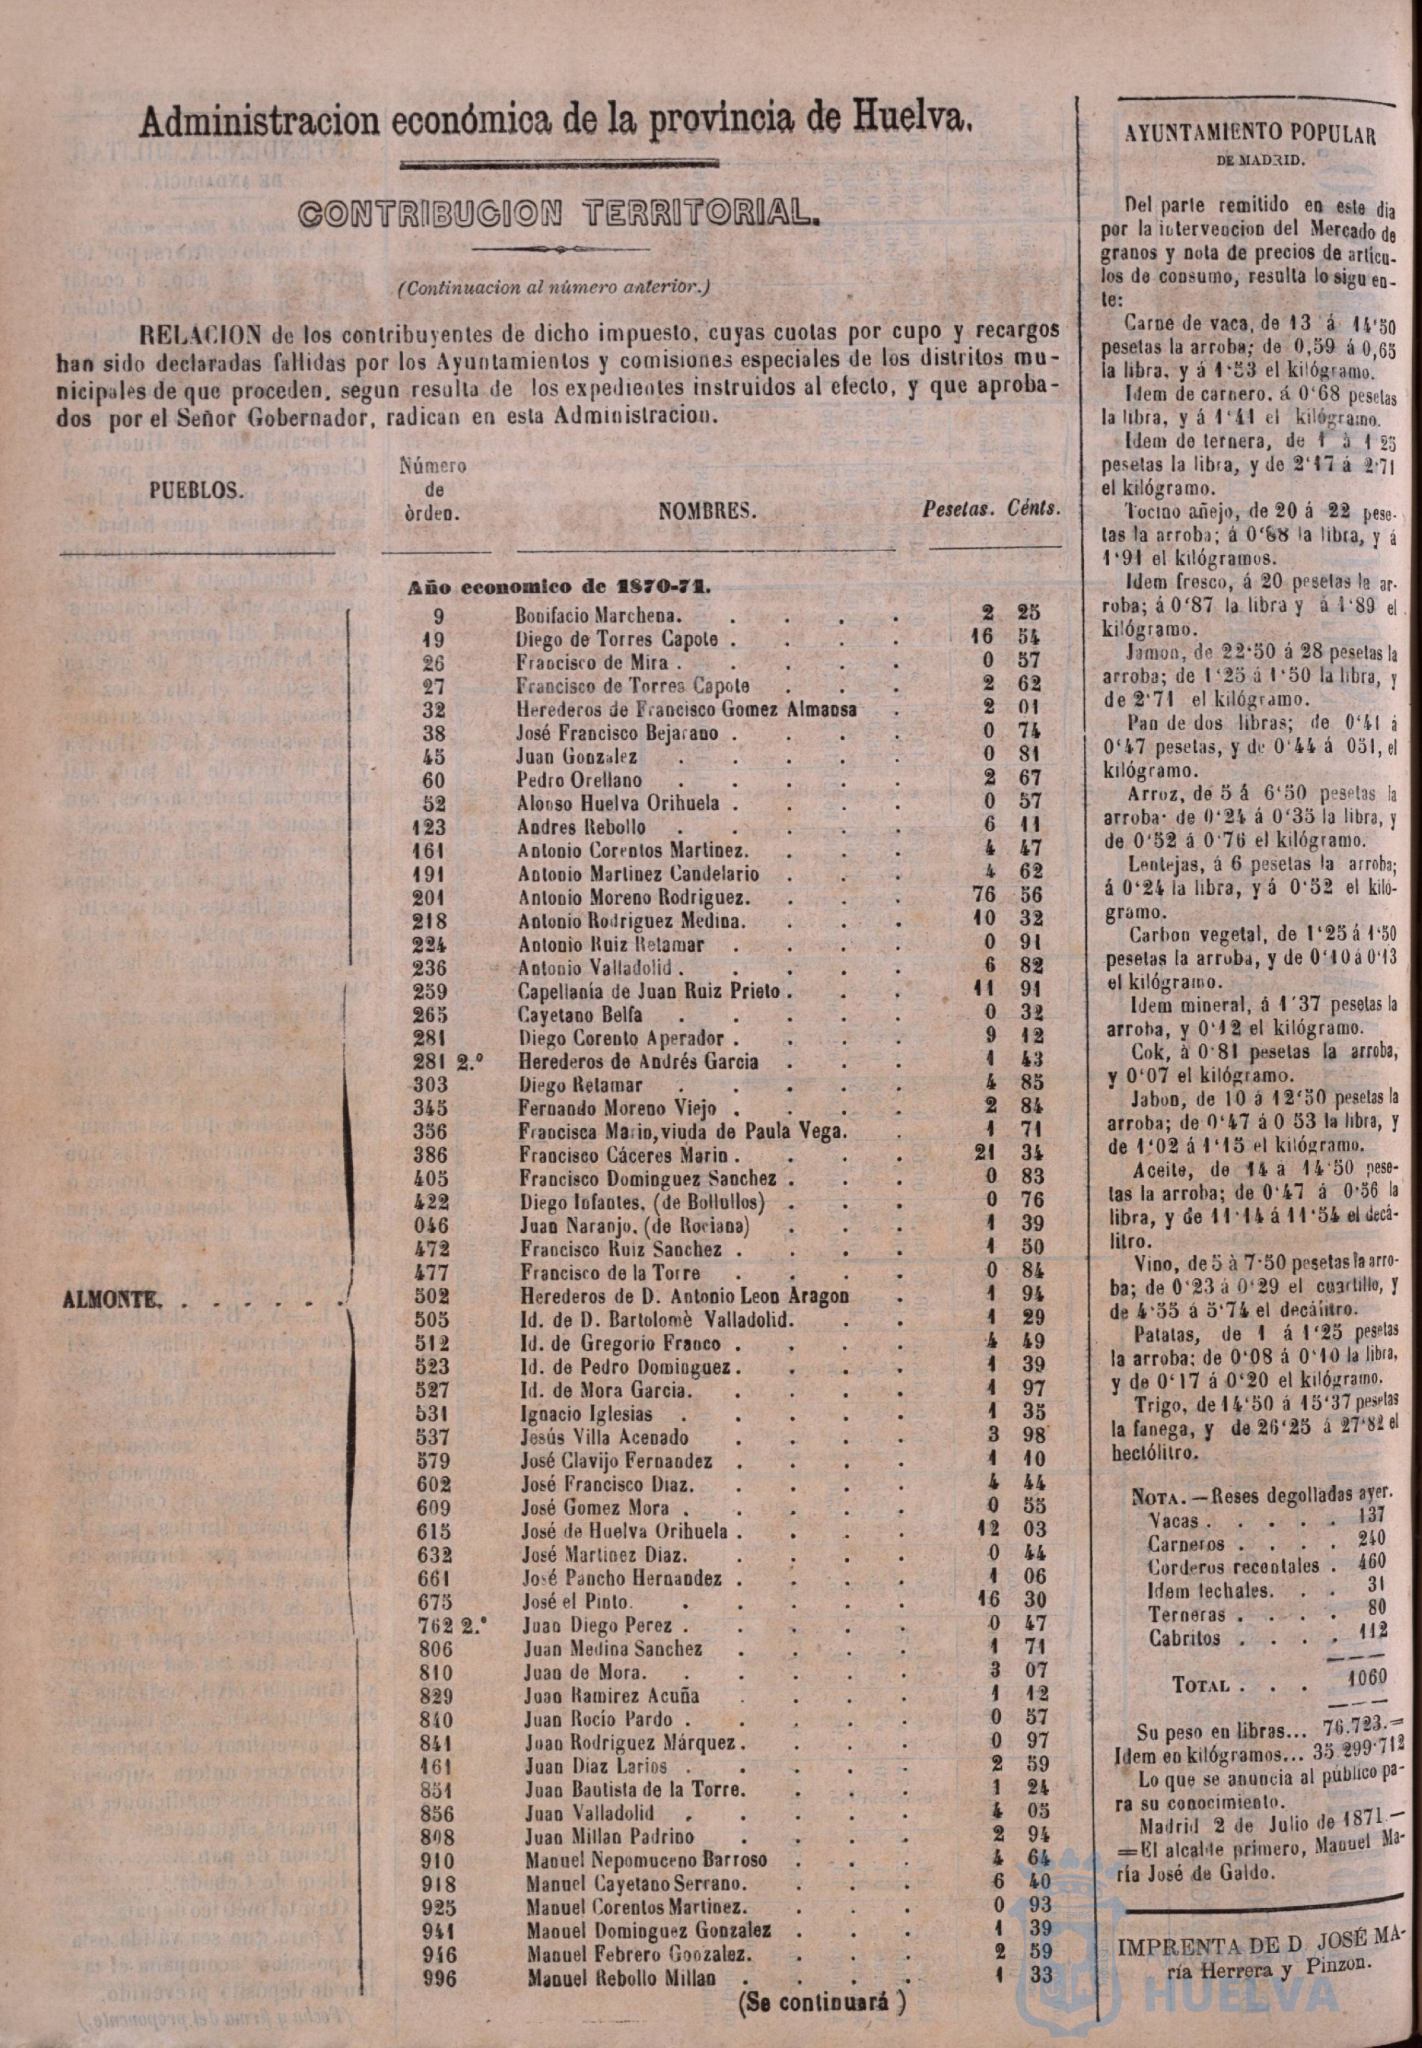 Administracion económica de la provincia de Huelva.
CONTRIBUCION TERRITORIAL.
(Continuacion al número anterior.)
RELACION de los contribuyentes de dicho impuesto, cuyas cuotas por cupo y recargos
han sido declaradas fallidas por los Ayuntamientos y comisiones especiales de los distritos mu-
nicipales de que proceden, segun resulta de los expedientes instruidos al efecto, y que aproba-
dos por el Señor Gobernador, radican en esta Administracion.
PUEBLOS. Número de òrden. NOMBRES. Pesetas. Cénts.
Año economico de 1870-71.
9 Bonifacio Marchena. . . . . 2 25
19 Diego de Torres Capote . . . . 16 54
26 Francisco de Mira . . . . . 0 57
27 Francisco de Torres Capote . . . 2 62
32 Herederos de Francisco Gomez Almansa . 2 01
38 José Francisco Bejarano . . . . 0 74
45 Juan Gonzalez . . . . . 0 81
60 Pedro Orellano . . . . . 2 67
52 Alonso Huelva Orihuela . . . . 0 57
123 Andres Rebollo . . . . . 6 11
161 Antonio Corentos Martinez. . . . 4 47
191 Antonio Martinez Candelario . . . 4 62
201 Antonio Moreno Rodriguez. . . . 76 56
218 Antonio Rodriguez Medina. . . . 10 32
224 Antonio Ruiz Retamar . . . . 0 91
236 Antonio Valladolid . . . . . 6 82
259 Capellanía de Juan Ruiz Prieto . . . 11 91
265 Cayetano Belfa . . . . . 0 32
281 Diego Corento Aperador . . . . 9 12
281 2.º Herederos de Andrés Garcia . . . 1 43
303 Diego Retamar . . . . . 4 85
345 Fernando Moreno Viejo . . . . 2 84
356 Francisca Marin, viuda de Paula Vega. . 1 71
386 Francisco Cáceres Marin . . . . 21 34
405 Francisco Dominguez Sanchez . . . 0 83
422 Diego Infantes, (de Bollullos) . . . 0 76
046 Juan Naranjo, (de Rociana) . . . 1 39
472 Francisco Ruiz Sanchez . . . . 1 50
477 Francisco de la Torre . . . . 0 84
ALMONTE. . . . . . . . 502 Herederos de D. Antonio Leon Aragon . 1 94
505 Id. de D. Bartolomè Valladolid. . . 1 29
512 Id. de Gregorio Franco . . . . 4 49
523 Id. de Pedro Dominguez . . . . 1 39
527 Id. de Mora Garcia. . . . . 1 97
531 Ignacio Iglesias . . . . . 1 35
537 Jesús Villa Acenado . . . . 3 98
579 José Clavijo Fernandez . . . . 1 10
602 José Francisco Diaz. . . . . 4 44
609 José Gomez Mora . . . . . 0 55
615 José de Huelva Orihuela . . . . 12 03
632 José Martinez Diaz. . . . . 0 44
661 José Pancho Hernandez . . . . 1 06
675 José el Pinto. . . . . . 16 30
762 2.º Juan Diego Perez . . . . . 0 47
806 Juan Medina Sanchez . . . . 1 71
810 Juan de Mora. . . . . . 3 07
829 Juan Ramirez Acuña . . . . 1 12
840 Juan Rocío Pardo . . . . . 0 57
841 Juan Rodriguez Márquez . . . . 0 97
161 Juan Diaz Larios . . . . . 2 59
851 Juan Bautista de la Torre. . . . 1 24
856 Juan Valladolid . . . . . 4 05
808 Juan Millan Padrino . . . . 2 94
910 Manuel Nepomuceno Barroso . . . 4 64
918 Manuel Cayetano Serrano. . . . 6 40
925 Manuel Corentos Martinez. . . . 0 93
941 Manuel Dominguez Gonzalez . . . 1 39
946 Manuel Febrero Gonzalez. . . . 2 59
996 Manuel Rebollo Millan . . . . 1 33
(Se continuará )
AYUNTAMIENTO POPULAR
DE MADRID.
Del parte remitido en este dia
por la intervencion del Mercado de
granos y nota de precios de artícu-
los de consumo, resulta lo sigu en-
te:
Carne de vaca, de 13 á 14'50
pesetas la arroba; de 0,59 á 0,65
la libra, y á 1'53 el kilógramo.
Idem de carnero, á 0'68 pesetas
la libra, y á 1'41 el kilógramo.
Idem de ternera, de 1 à 1 25
pesetas la libra, y de 2'17 á 2'71
el kilógramo.
Tocino añejo, de 20 á 22 pese-
tas la arroba; á 0'88 la libra, y á
1'91 el kilógramos.
Idem fresco, á 20 pesetas la ar-
roba; á 0'87 la libra y á 1'89 el
kilógramo.
Jamon, de 22'50 á 28 pesetas la
arroba; de 1'25 á 1'50 la libra, y
de 2'71 el kilógramo.
Pan de dos libras; de 0'41 á
0'47 pesetas, y de 0'44 á 051, el
kilógramo.
Arroz, de 5 á 6'50 pesetas la
arroba· de 0'24 á 0'35 la libra, y
de 0'52 á 0'76 el kilógramo.
Lentejas, á 6 pesetas la arroba;
á 0'24 la libra, y á 0'52 el kiló-
gramo.
Carbon vegetal, de 1'25 á 1'50
pesetas la arroba, y de 0'10 á 0'13
el kilógramo.
Idem mineral, á 1'37 pesetas la
arroba, y 0'12 el kilógramo.
Cok, à 0'81 pesetas la arroba,
y 0'07 el kilógramo.
Jabon, de 10 á 12'50 pesetas la
arroba; de 0'47 á 0 53 la libra, y
de 1'02 á 1'15 el kilógramo.
Aceite, de 14 á 14'50 pese-
tas la arroba; de 0'47 á 0'56 la
libra, y de 11'14 á 11'54 el decá-
litro.
Vino, de 5 à 7'50 pesetas la arro-
ba; de 0'23 á 0'29 el cuartillo, y
de 4'55 á 5'74 el decálitro.
Patatas, de 1 á 1'25 pesetas
la arroba; de 0'08 á 0'10 la libra,
y de 0'17 á 0'20 el kilógramo.
Trigo, de 14'50 á 15'37 pesetas
la fanega, y de 26'25 á 27'82 el
hectólitro.
NOTA.—Reses degolladas ayer.
Vacas . . . . . 137
Carneros . . . . 240
Corderos recentales . 460
Idem lechales. . . 31
Terneras . . . . 80
Cabritos . . . . 112
TOTAL . . . 1060
Su peso en libras... 76.723.=
Idem en kilógramos... 35 299'712
Lo que se anuncia al público pa-
ra su conocimiento.
Madrid 2 de Julio de 1871.—
=El alcalde primero, Manuel Ma-
ría José de Galdo.
IMPRENTA DE D. JOSÉ MA-
ría Herrera y Pinzon.
HUELVA